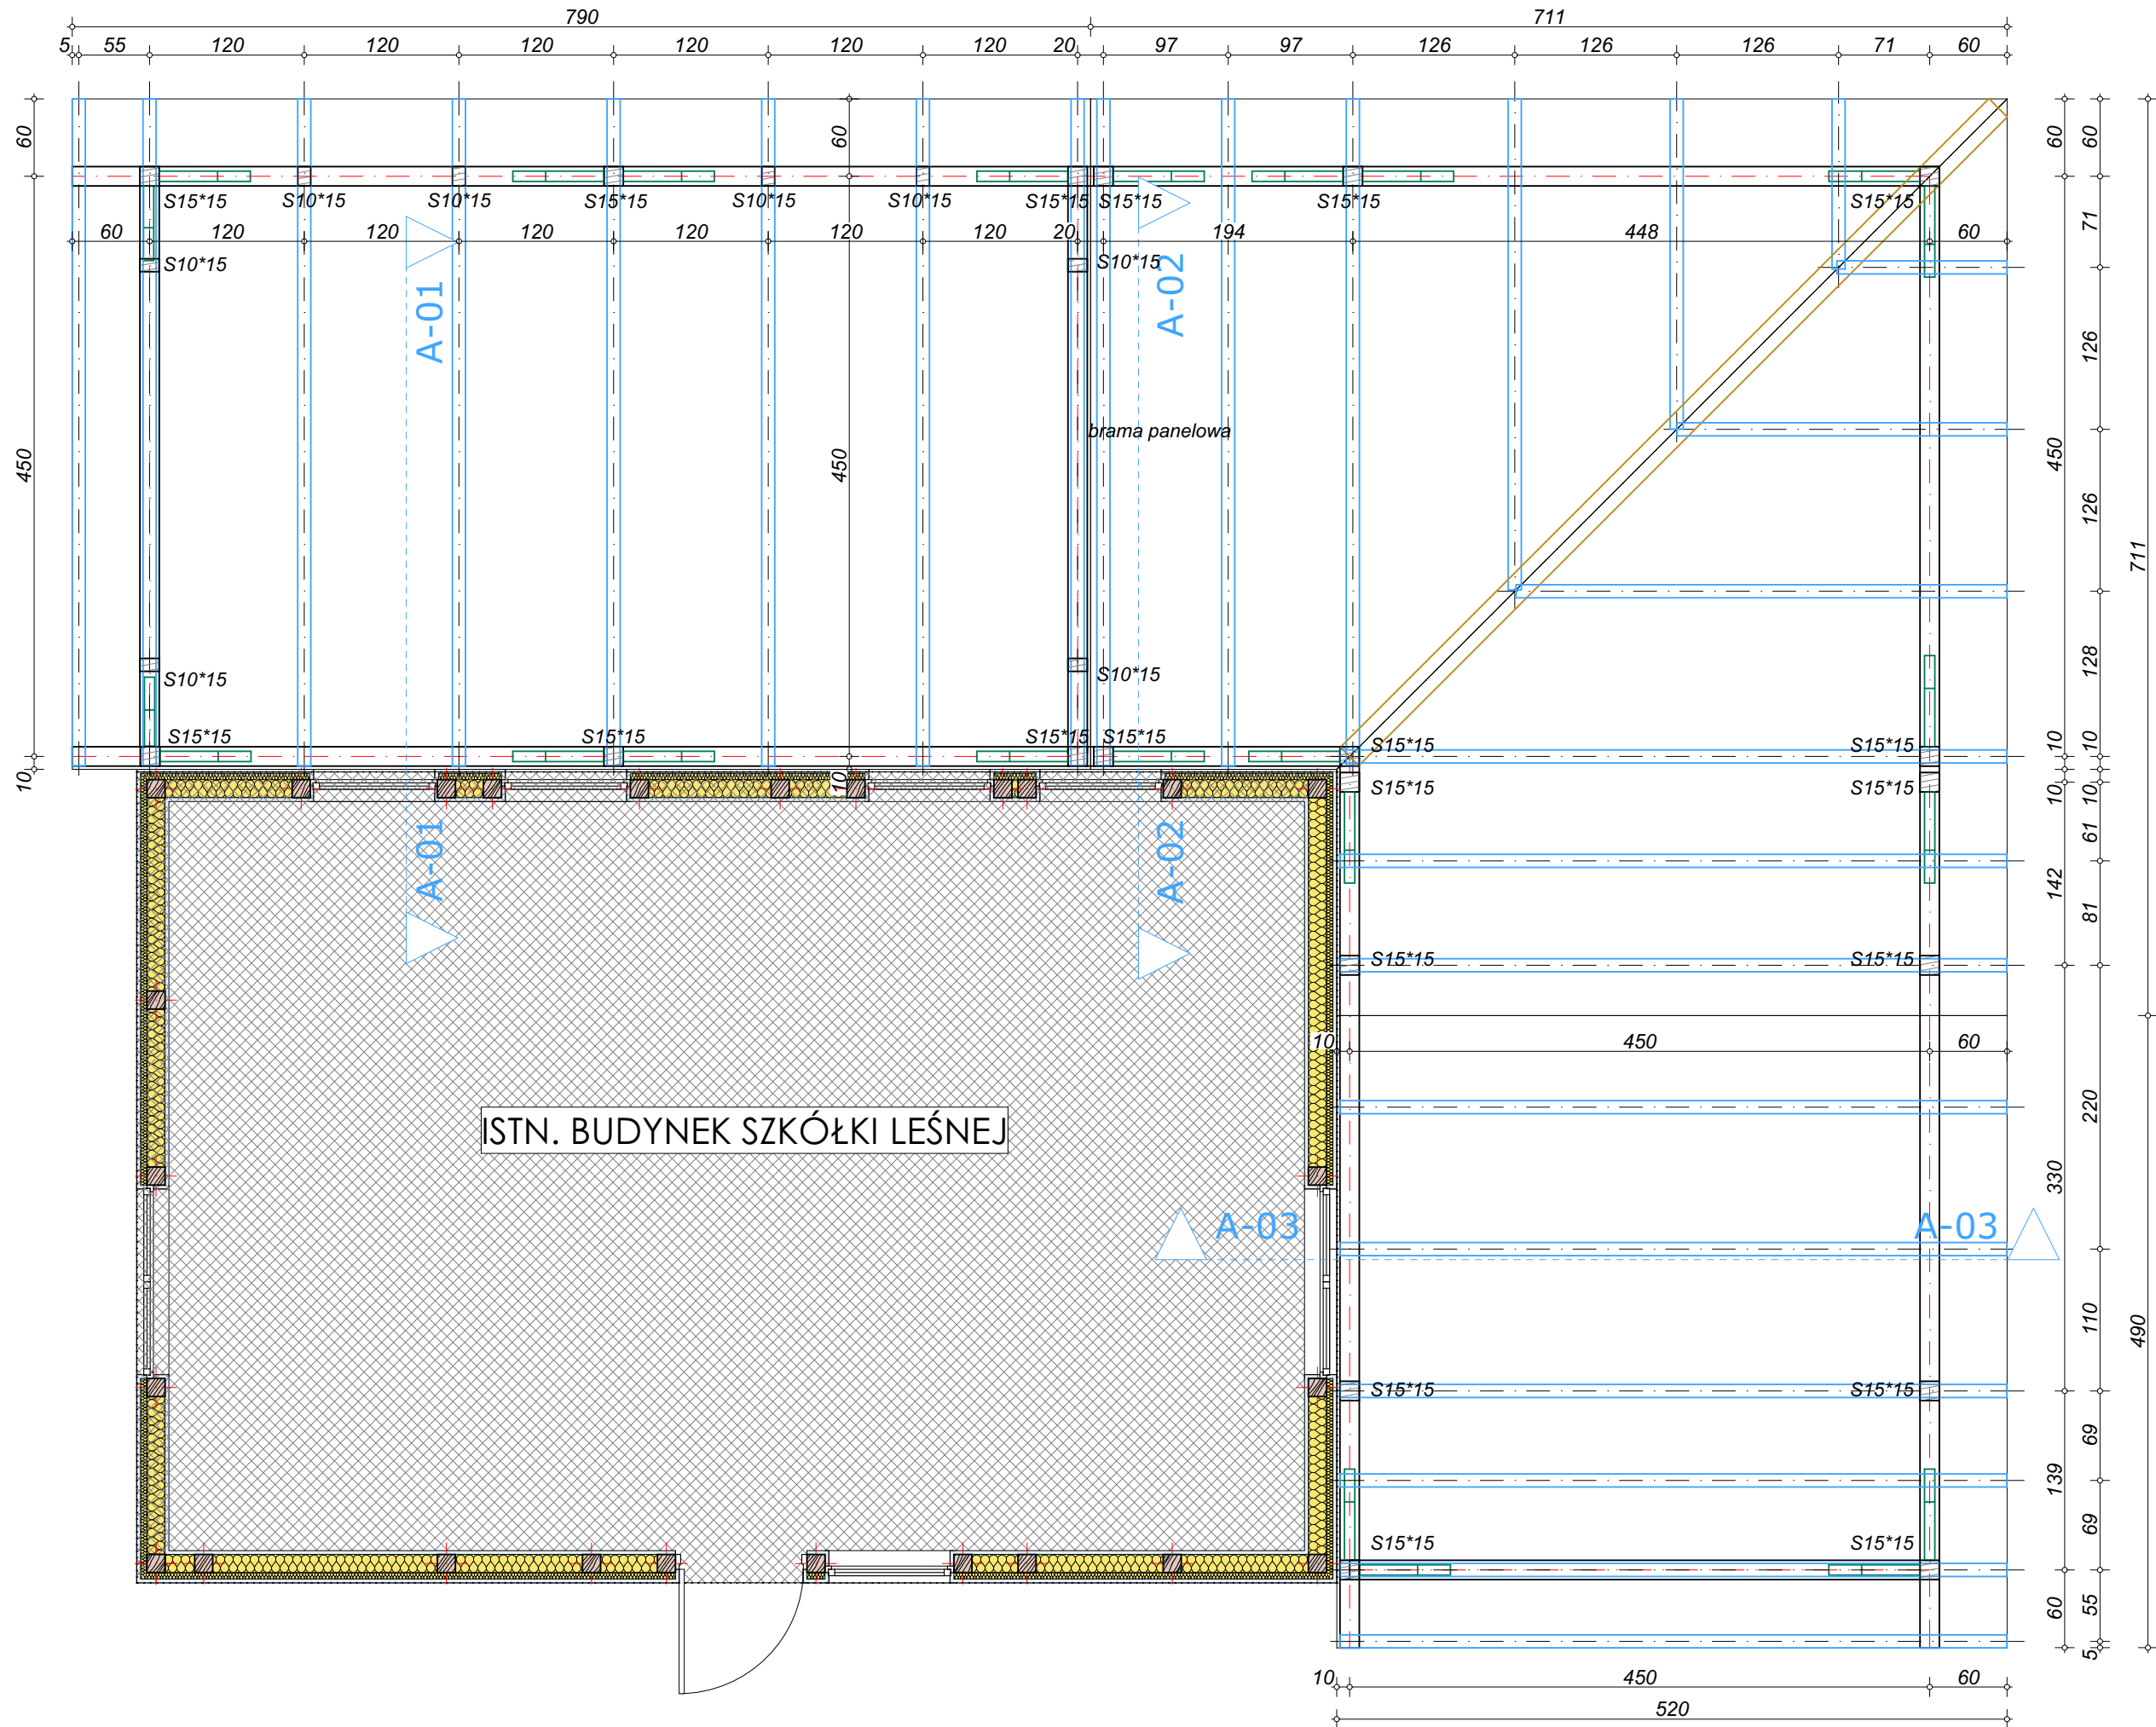 790 711
5 55 120 120 120 120 120 120 20 97 97 126 126 126 71 60
60 60 60 60
S15*15 S10*15 S10*15 S15*15 S10*15 S10*15 S15*15 S15*15 S15*15 S15*15
71
60 120 120 120 120 120 120 20 194 448 60
S10*15 S10*15
A-01 A-02
126
brama panelowa
450 450 450
126
711
S10*15 S10*15
128
S15*15 S15*15 S15*15 S15*15 S15*15 S15*15
10 10
10 10
S15*15 S15*15
10 10
61
A-01 A-02
142
81
S15*15 S15*15
10 450 60
220
ISTN. BUDYNEK SZKÓŁKI LEŚNEJ
330
A-03 A-03
110
490
S15*15 S15*15
69
139
69
S15*15 S15*15
60 55
5
10 450 60
520